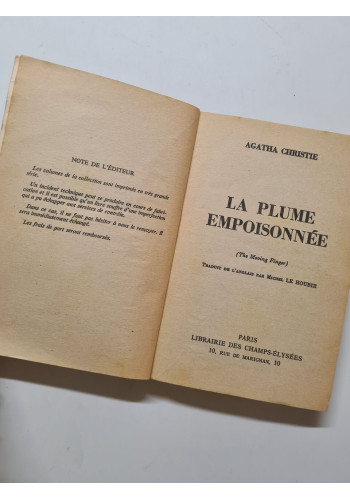 NOTE DE L'ÉDITEUR
Les volumes de la collection sont imprimés en très grande
série.
Un incident technique peut se produire en cours de fabri-
cation et il est possible qu'un livre souffre d'une imperfection
qui a pu échapper aux services de contrôle.
Dans ce cas, il ne faut pas hésiter à nous le renvoyer. Il
sera immédiatement échangé.
Les frais de port seront remboursés.
AGATHA CHRISTIE
LA PLUME
EMPOISONNÉE
(The Moving Finger)
TRADUIT DE L'ANGLAIS PAR MICHEL LE HOUBIE
PARIS
LIBRAIRIE DES CHAMPS-ÉLYSÉES
10, RUE DE MARIGNAN, 10